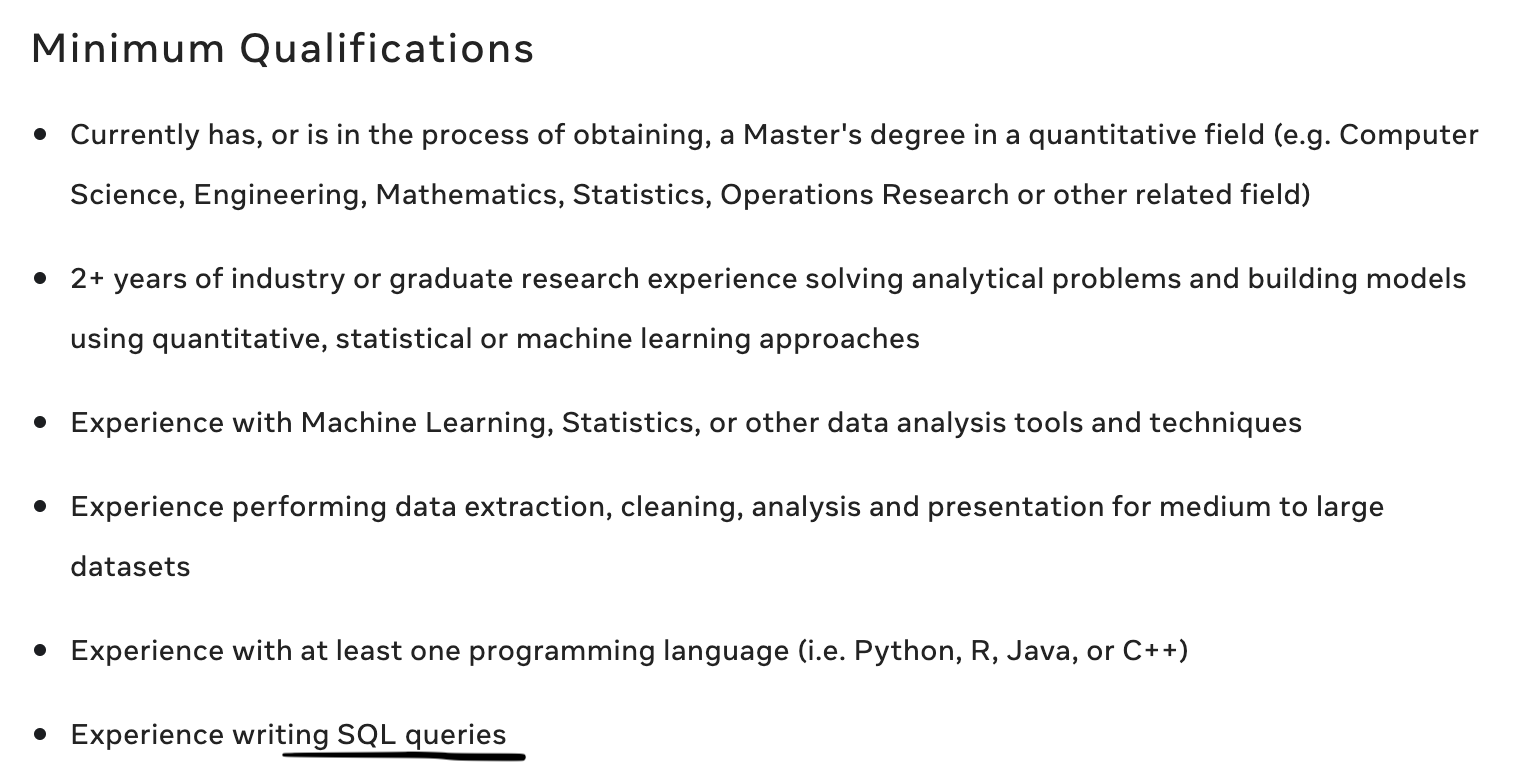 Minimum Qualifications
• Currently has, or is in the process of obtaining, a Master's degree in a quantitative field (e.g. Computer
Science, Engineering, Mathematics, Statistics, Operations Research or other related field)
• 2+ years of industry or graduate research experience solving analytical problems and building models
using quantitative, statistical or machine learning approaches
• Experience with Machine Learning, Statistics, or other data analysis tools and techniques
• Experience performing data extraction, cleaning, analysis and presentation for medium to large
datasets
• Experience with at least one programming language (i.e. Python, R, Java, or C++)
• Experience writing SQL queries